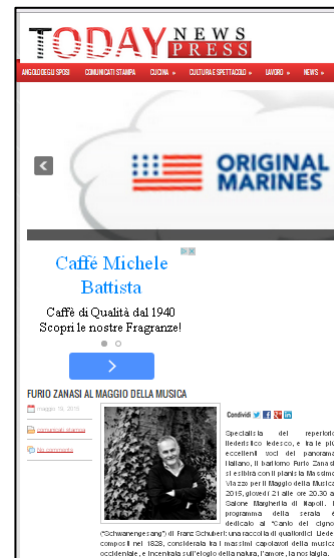 TODAY NEWS
PRESS
ANGOLO DEGLI SPOSI COMUNICATI STAMPA CUCINA » CULTURA E SPETTACOLO » LAVORO » NEWS »
ORIGINAL
MARINES
Caffé Michele
Battista
Caffè di Qualità dal 1940
Scopri le nostre Fragranze!
FURIO ZANASI AL MAGGIO DELLA MUSICA
maggio 19, 2015
comunicati stampa
No comments
Condividi
Specialista del repertorio
liederistico tedesco, e tra le più
eccellenti voci del panorama
italiano, il baritono Furio Zanasi
si esibirà con il pianista Massimo
Viazzo per il Maggio della Musica
2015, giovedì 21 alle ore 20.30 al
Salone Margherita di Napoli. Il
programma della serata è
dedicato al "Canto del cigno"
("Schwanengesang") di Franz Schubert: una raccolta di quattordici Lieder
composti nel 1828, considerata tra i massimi capolavori della musica
occidentale, e incentrata sull'elogio della natura, l'amore, la nostalgia...